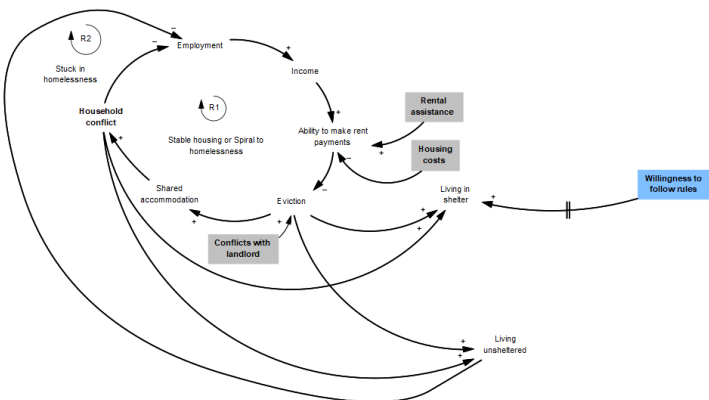 R2
Stuck in
homelessness
−
−
Employment
+
Income
R1
Stable housing or Spiral to
homelessness
Household
conflict
+
+
Ability to make rent
payments
+
−
−
Rental
assistance
Housing
costs
Living in
shelter
+
+
+
Willingness to
follow rules
Shared
accommodation
+
Eviction
+
Conflicts with
landlord
+
+
Living
unsheltered